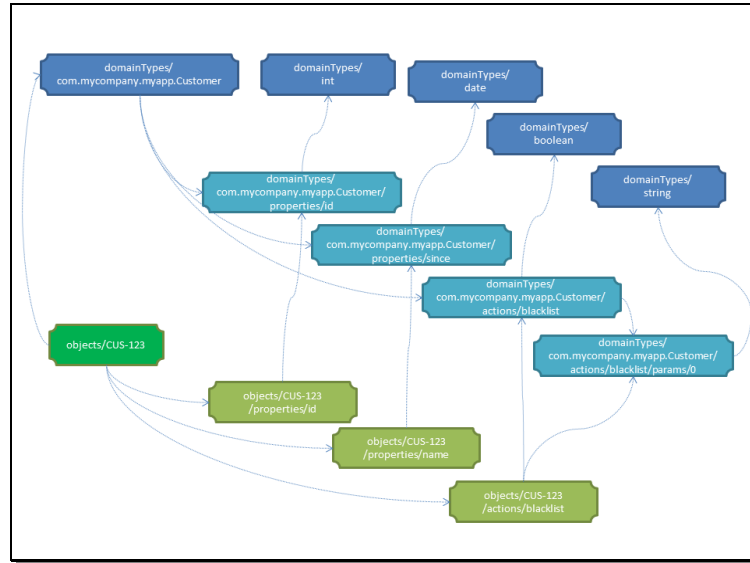 domainTypes/
com.mycompany.myapp.Customer
domainTypes/
int
domainTypes/
date
domainTypes/
boolean
domainTypes/
string
domainTypes/
com.mycompany.myapp.Customer/
properties/id
domainTypes/
com.mycompany.myapp.Customer/
properties/since
domainTypes/
com.mycompany.myapp.Customer/
actions/blacklist
domainTypes/
com.mycompany.myapp.Customer/
actions/blacklist/params/0
objects/CUS-123
objects/CUS-123
/properties/id
objects/CUS-123
/properties/name
objects/CUS-123
/actions/blacklist